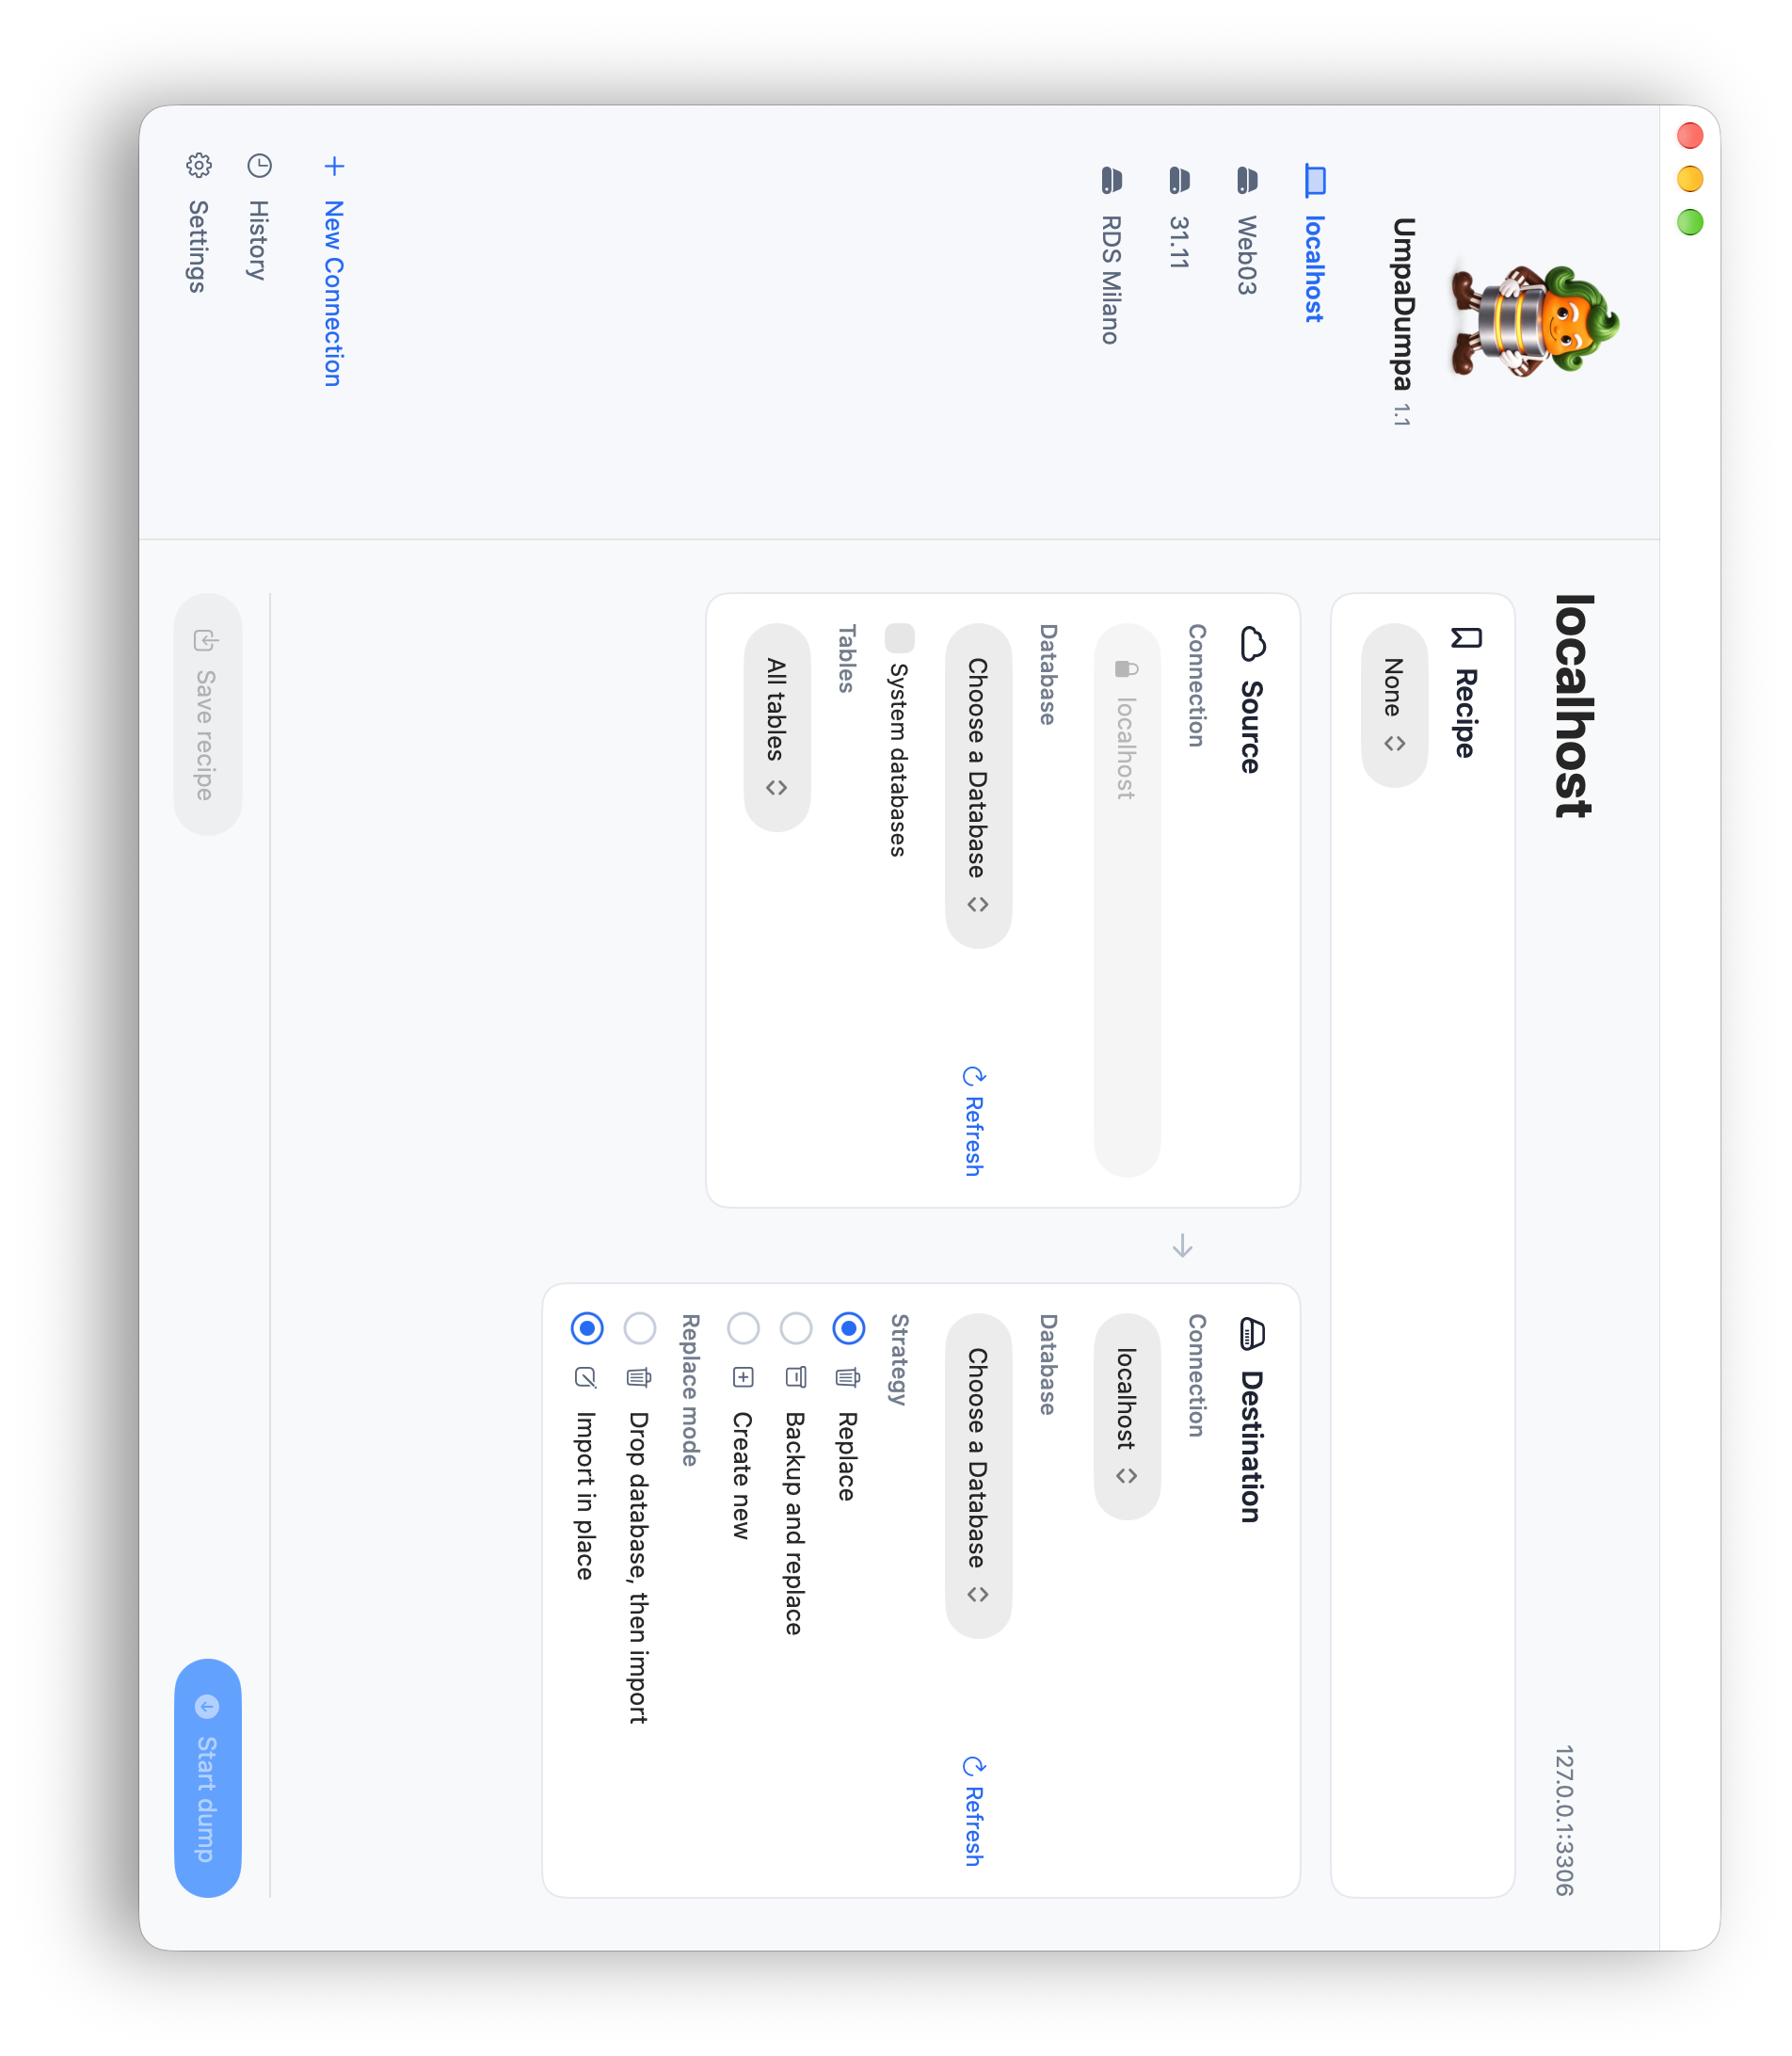 UmpaDumpa 1.1
localhost
Web03
31.11
RDS Milano
New Connection
History
Settings
localhost
127.0.0.1:3306
Recipe
None
Source
Connection
localhost
Database
Choose a Database
Refresh
System databases
Tables
All tables
Destination
Connection
localhost
Database
Choose a Database
Refresh
Strategy
Replace
Backup and replace
Create new
Replace mode
Drop database, then import
Import in place
Save recipe
Start dump